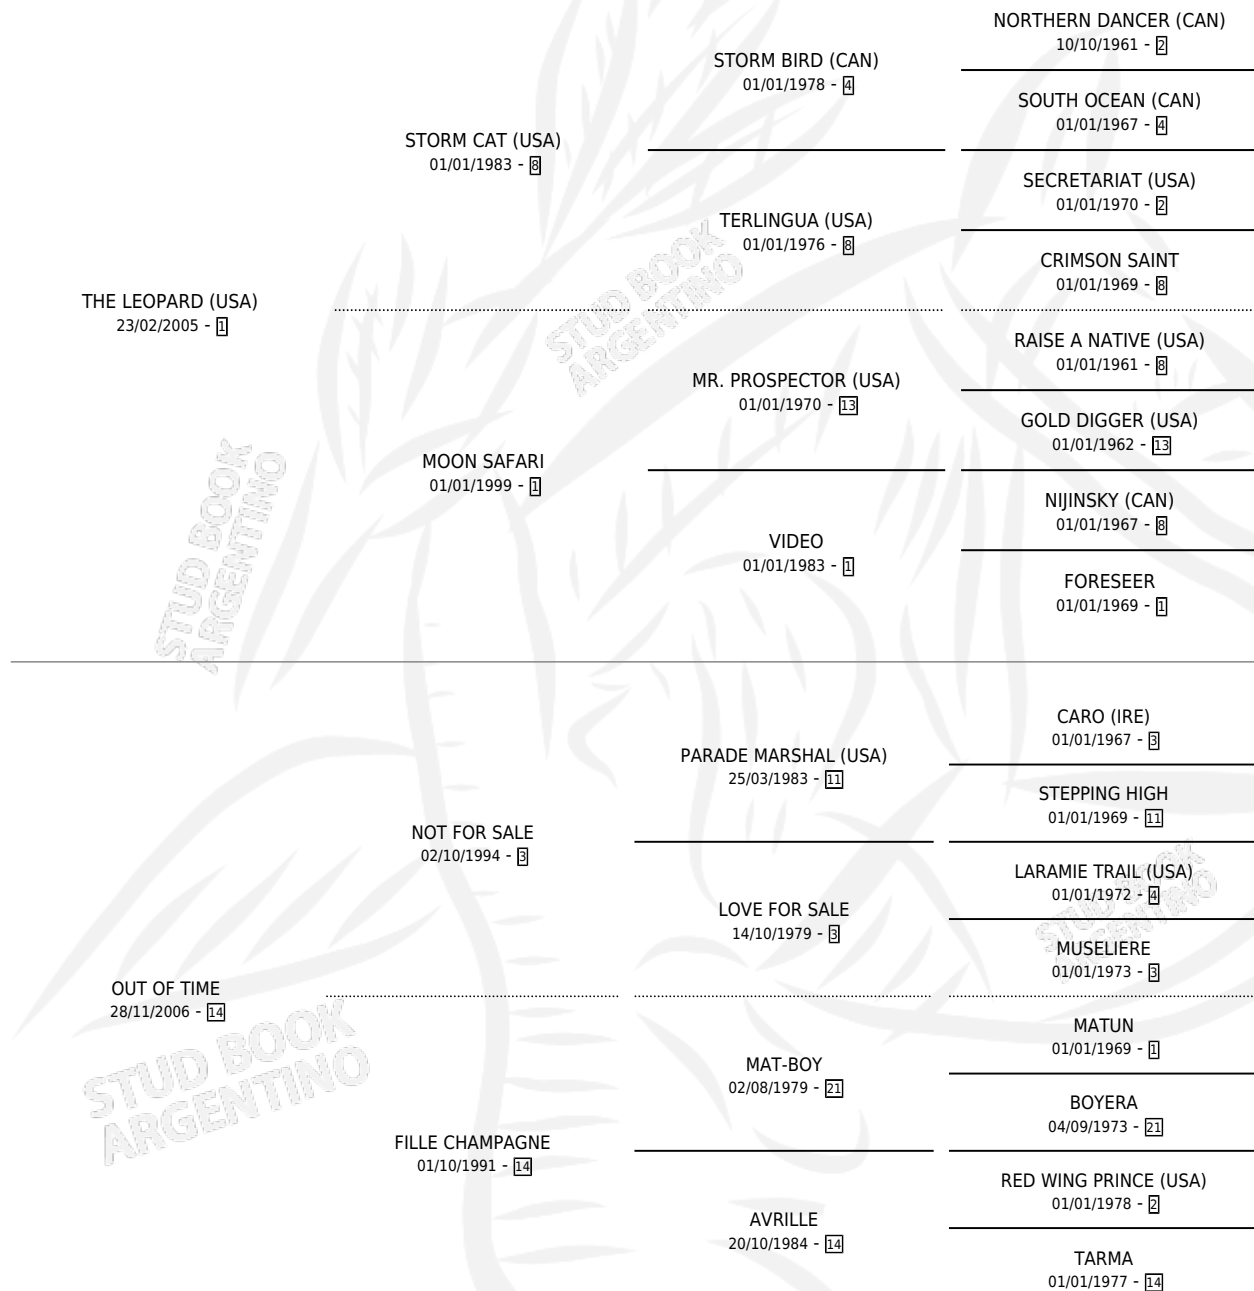 NORTHERN DANCER (CAN)
10/10/1961 - 2
STORM BIRD (CAN)
01/01/1978 - 4
SOUTH OCEAN (CAN)
01/01/1967 - 4
STORM CAT (USA)
01/01/1983 - 8
SECRETARIAT (USA)
01/01/1970 - 2
TERLINGUA (USA)
01/01/1976 - 8
CRIMSON SAINT
01/01/1969 - 8
THE LEOPARD (USA)
23/02/2005 - 1
RAISE A NATIVE (USA)
01/01/1961 - 8
MR. PROSPECTOR (USA)
01/01/1970 - 13
GOLD DIGGER (USA)
01/01/1962 - 13
MOON SAFARI
01/01/1999 - 1
NIJINSKY (CAN)
01/01/1967 - 8
VIDEO
01/01/1983 - 1
FORESEER
01/01/1969 - 1
CARO (IRE)
01/01/1967 - 3
PARADE MARSHAL (USA)
25/03/1983 - 11
STEPPING HIGH
01/01/1969 - 11
NOT FOR SALE
02/10/1994 - 3
LARAMIE TRAIL (USA)
01/01/1972 - 4
LOVE FOR SALE
14/10/1979 - 3
MUSELIERE
01/01/1973 - 3
OUT OF TIME
28/11/2006 - 14
MATUN
01/01/1969 - 1
MAT-BOY
02/08/1979 - 21
BOYERA
04/09/1973 - 21
FILLE CHAMPAGNE
01/10/1991 - 14
RED WING PRINCE (USA)
01/01/1978 - 2
AVRILLE
20/10/1984 - 14
TARMA
01/01/1977 - 14
STUD BOOK
ARGENTINO
STUD BOOK
ARGENTINO
STUD BOOK
ARGENTINO
STUD BOOK
ARGENTINO